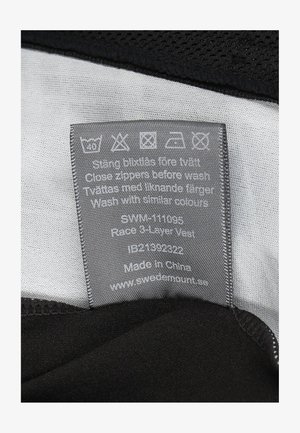 40
Stäng blixtlås före tvätt
Close zippers before wash
Tvättas med liknande färger
Wash with similar colours
SWM-111095
Race 3-Layer Vest
IB21392322
Made in China
www.swedemount.se